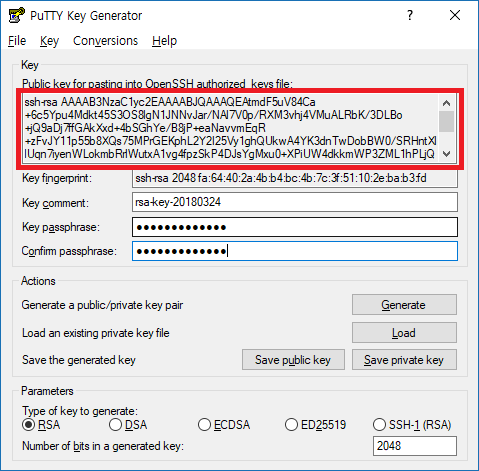 PuTTY Key Generator
File Key Conversions Help
Key
Public key for pasting into OpenSSH authorized_keys file:
ssh-rsa AAAAB3NzaC1yc2EAAAABJQAAAQEAtmdF5uV84Ca
+6c5Ypu4Mdkt45S3OS8lgN1JNNvJar/NAl7V0p/RXM3vhj4VMuALRbK/3DLBo
+jQ9aDj7ffGAkXxd+4bSGhYe/B8jP+eaNavvmEqR
+zFvJY11p55b8XQs75MPrGEKphL2Y2I25Vy1ghQUkwA4YK3dnTwDobBW0/SRHntXl
lUqn7iyenWLokmbRrlWutxA1vg4fpzSkP4DJsYgMxu0+XPiUW4dkkmWP3ZML1hPLjQ
Key fingerprint: ssh-rsa 2048 fa:64:40:2a:4b:b4:bc:4b:7c:3f:51:10:2e:ba:b3:fd
Key comment: rsa-key-20180324
Key passphrase: ●●●●●●●●●●●●●
Confirm passphrase: ●●●●●●●●●●●●●
Actions
Generate a public/private key pair Generate
Load an existing private key file Load
Save the generated key Save public key Save private key
Parameters
Type of key to generate:
RSA DSA ECDSA ED25519 SSH-1 (RSA)
Number of bits in a generated key: 2048